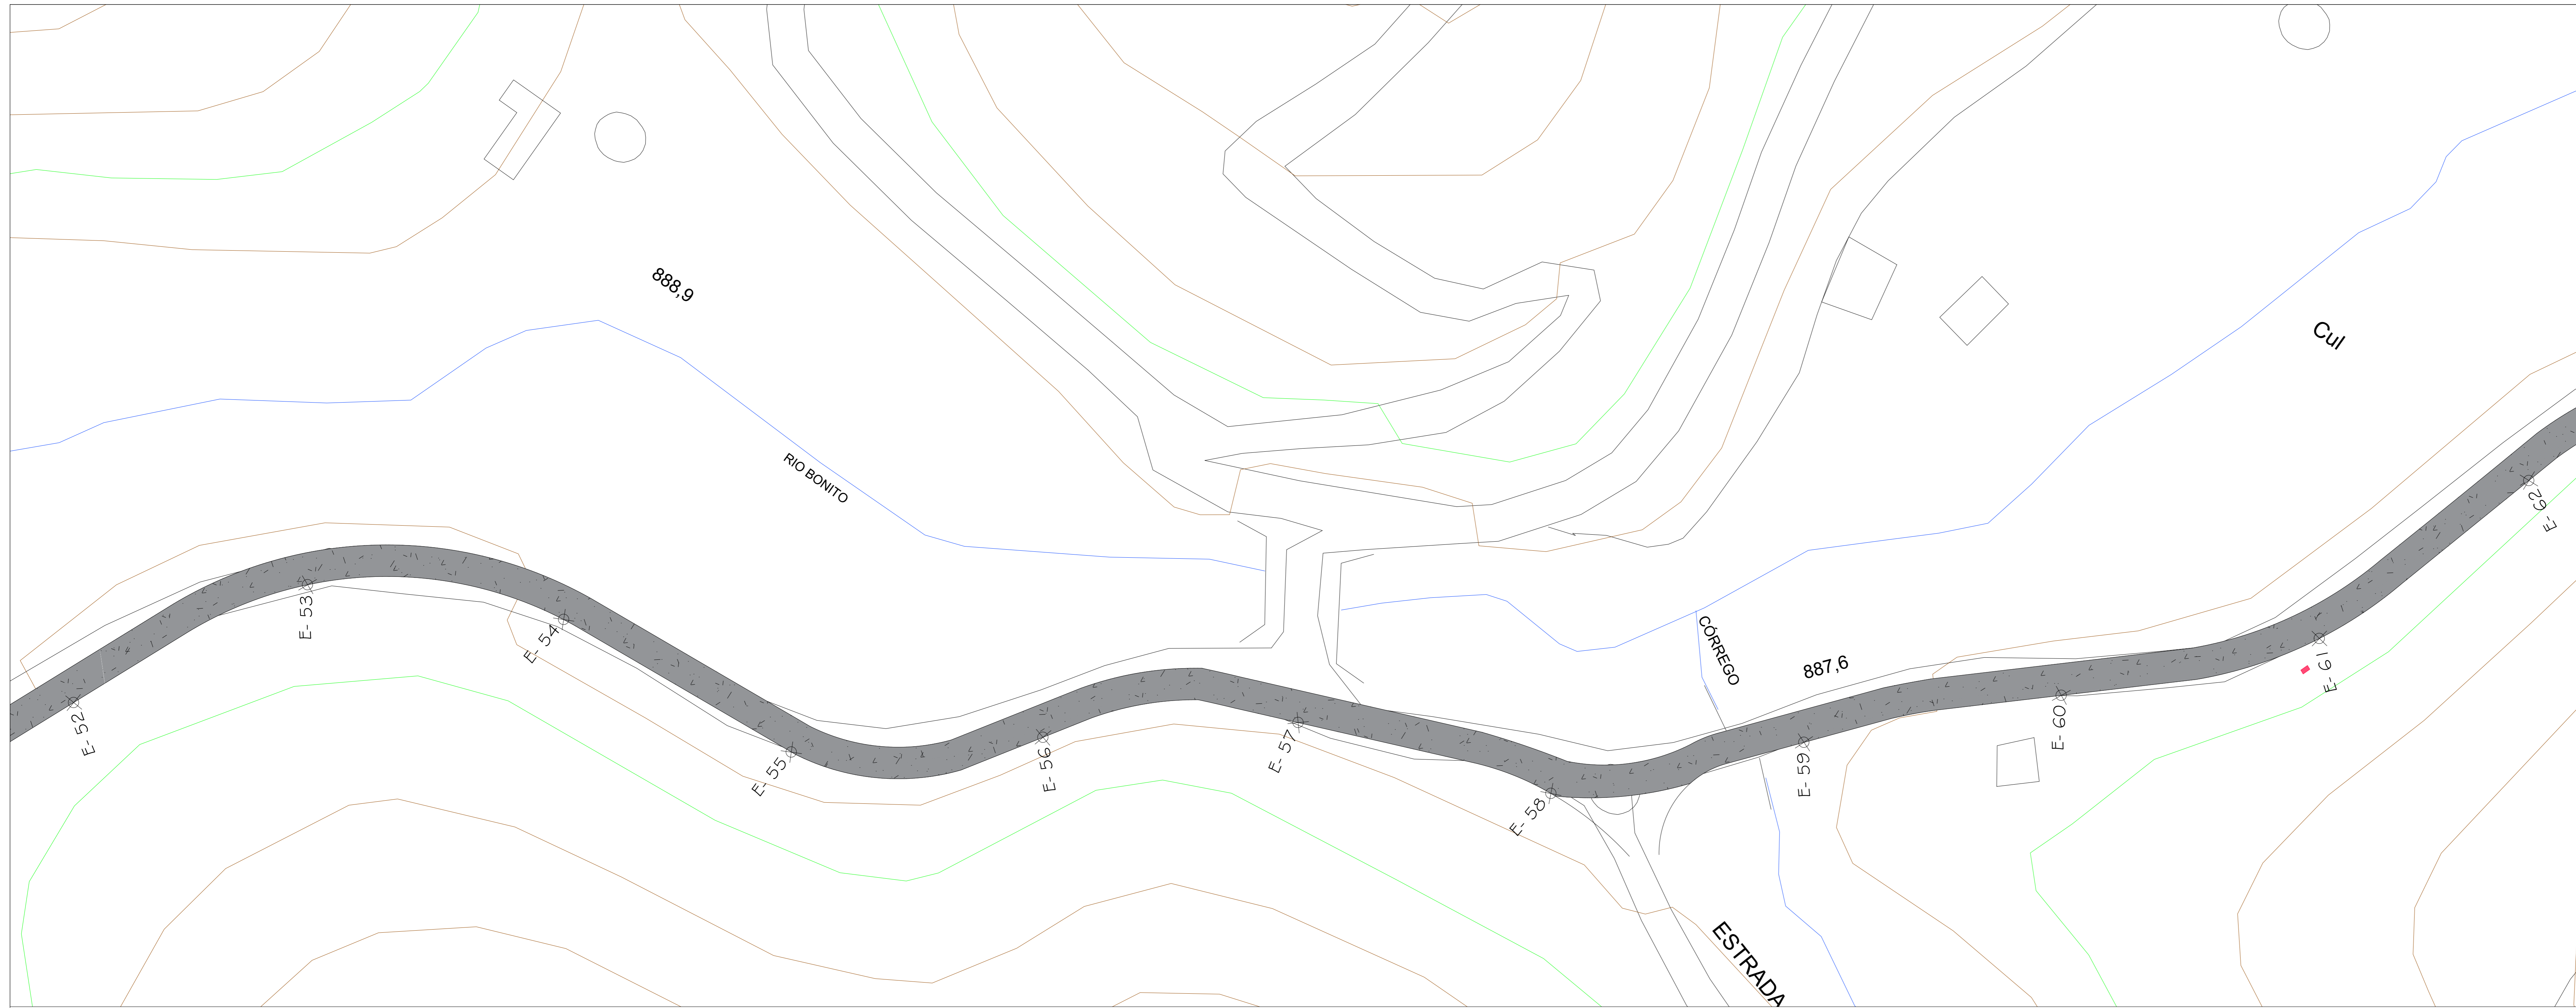 888,9
Cul
RIO BONITO
E- 62
E- 53
E- 54
CÓRREGO
887,6
E- 61
E- 52
E- 60
E- 57
E- 59
E- 56
E- 55
E- 58
ESTRADA